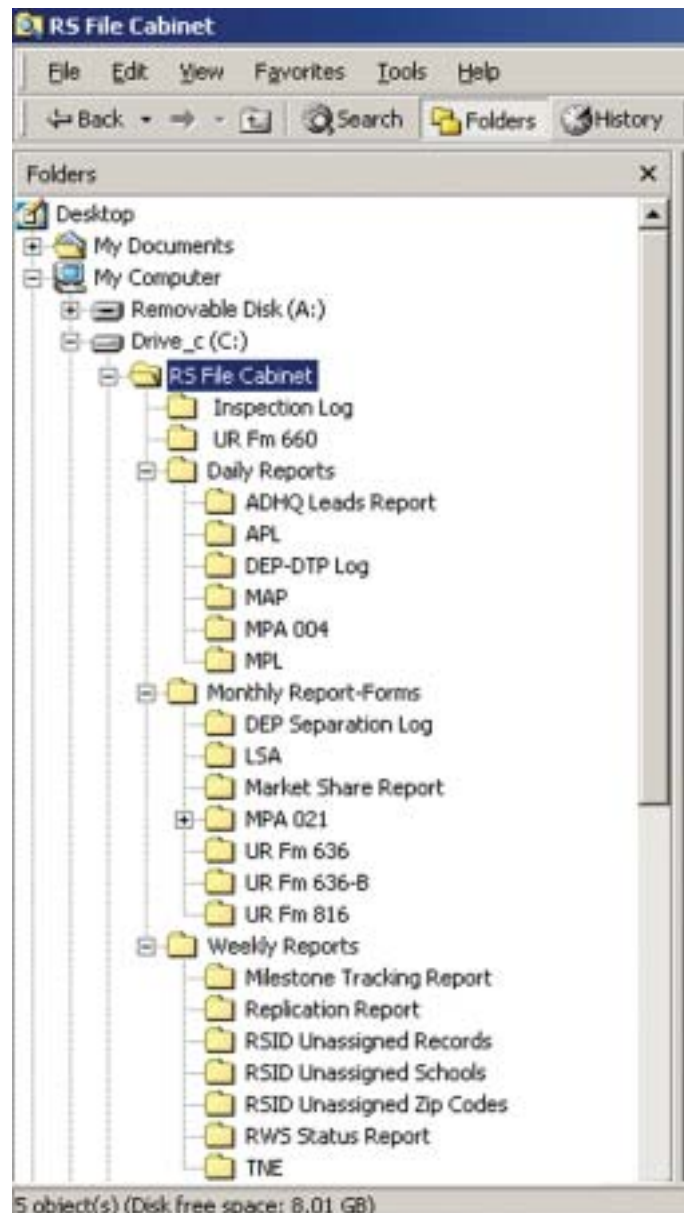 RS File Cabinet
File Edit View Favorites Tools Help
Back Search Folders History
Folders
Desktop
My Documents
My Computer
Removable Disk (A:)
Drive_c (C:)
RS File Cabinet
Inspection Log
UR Fm 660
Daily Reports
ADHQ Leads Report
APL
DEP-DTP Log
MAP
MPA 004
MPL
Monthly Report-Forms
DEP Separation Log
LSA
Market Share Report
MPA 021
UR Fm 636
UR Fm 636-B
UR Fm 816
Weekly Reports
Milestone Tracking Report
Replication Report
RSID Unassigned Records
RSID Unassigned Schools
RSID Unassigned Zip Codes
RWS Status Report
TNE
5 object(s) (Disk free space: 8.01 GB)